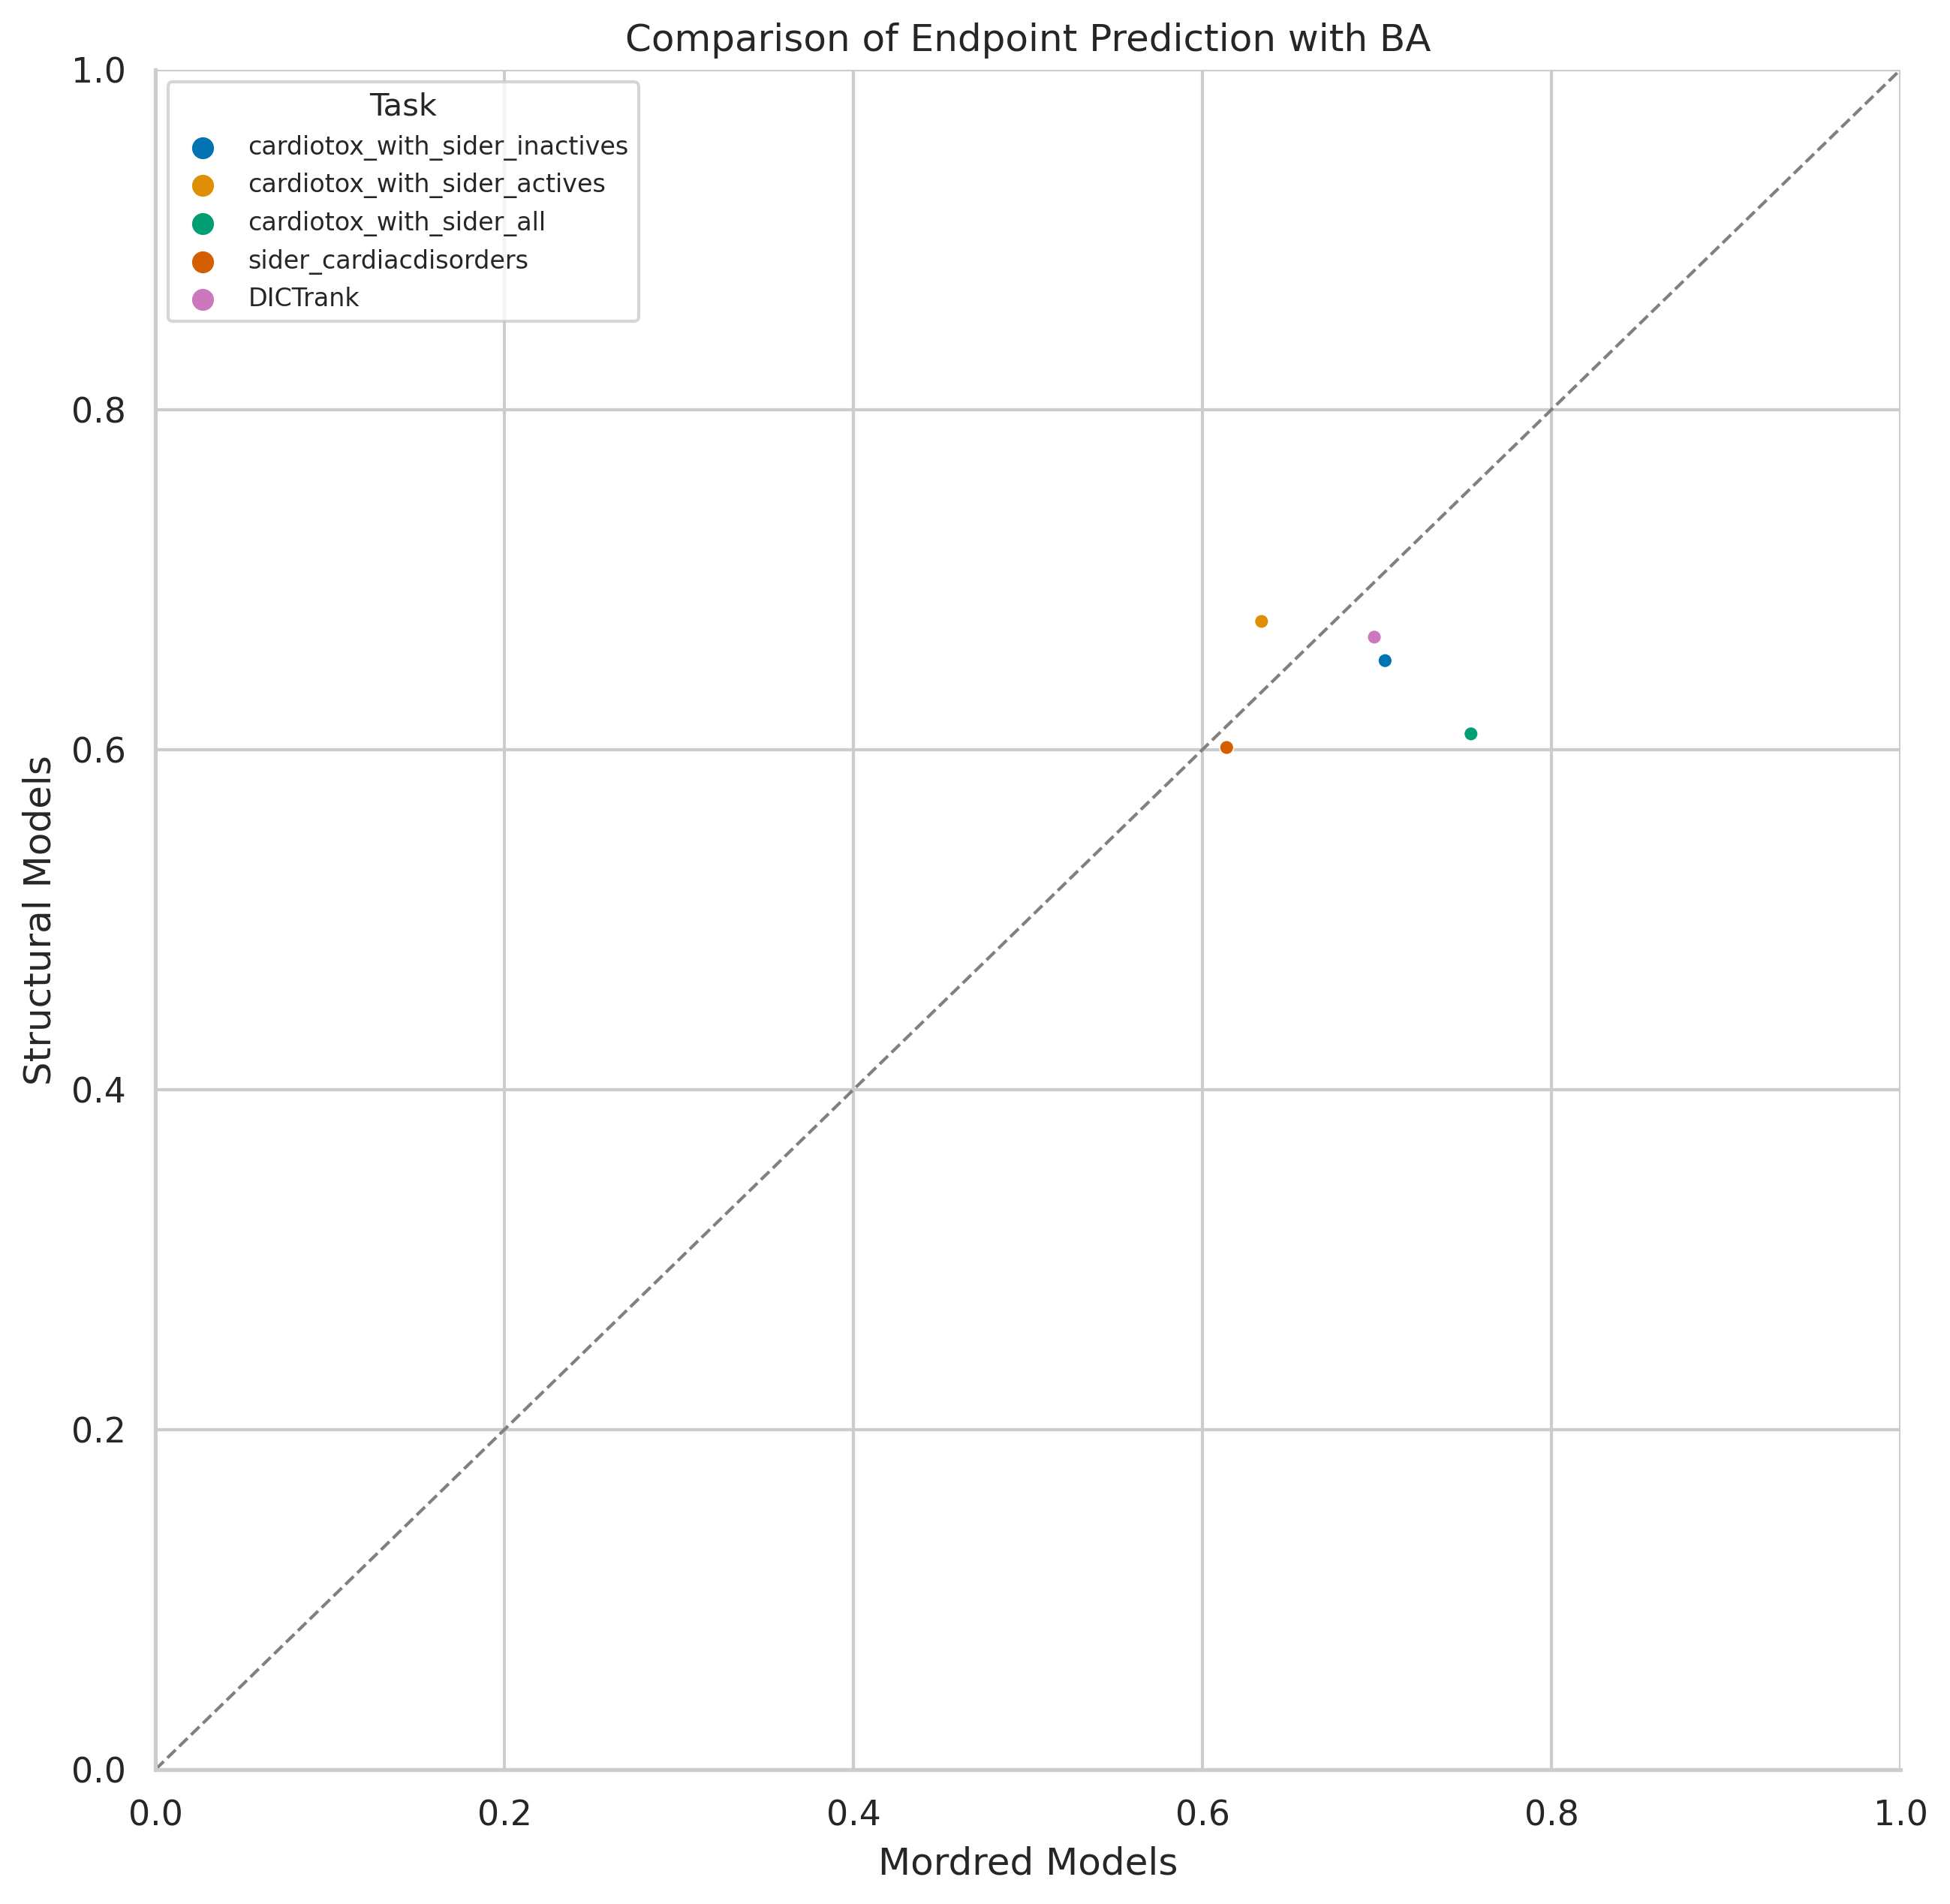 Comparison of Endpoint Prediction with BA
Task
cardiotox_with_sider_inactives
cardiotox_with_sider_actives
cardiotox_with_sider_all
sider_cardiacdisorders
DICTrank
Structural Models
1.0
0.8
0.6
0.4
0.2
0.0
0.0 0.2 0.4 0.6 0.8 1.0
Mordred Models